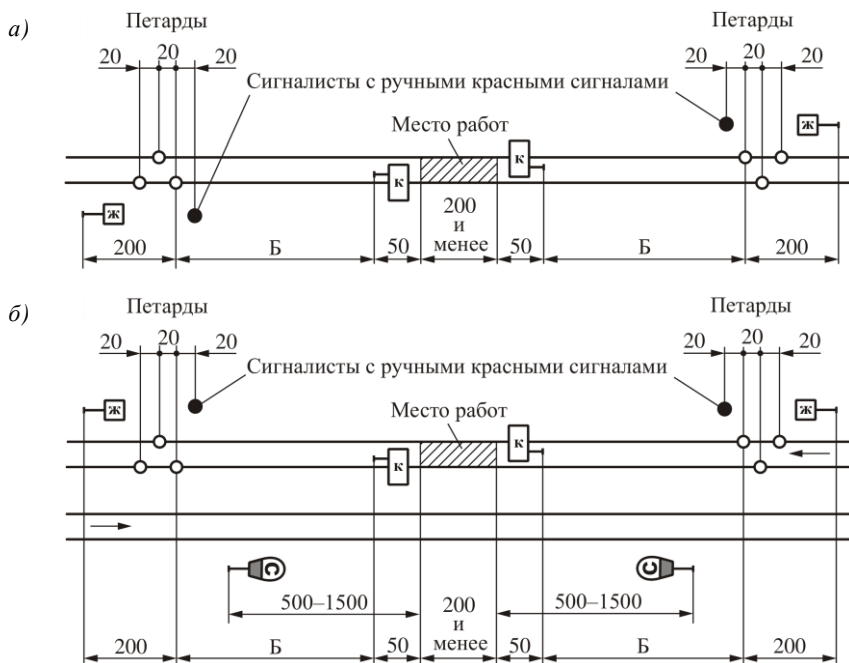 а)
Петарды
Петарды
20 20 20
20 20 20
Сигналисты с ручными красными сигналами
Место работ
ж
к
к
ж
200
Б
50
200
и
менее
50
Б
200
б)
Петарды
Петарды
20 20 20
20 20 20
Сигналисты с ручными красными сигналами
Место работ
ж
к
к
ж
С
С
500–1500
200
и
менее
500–1500
200
Б
50
50
Б
200